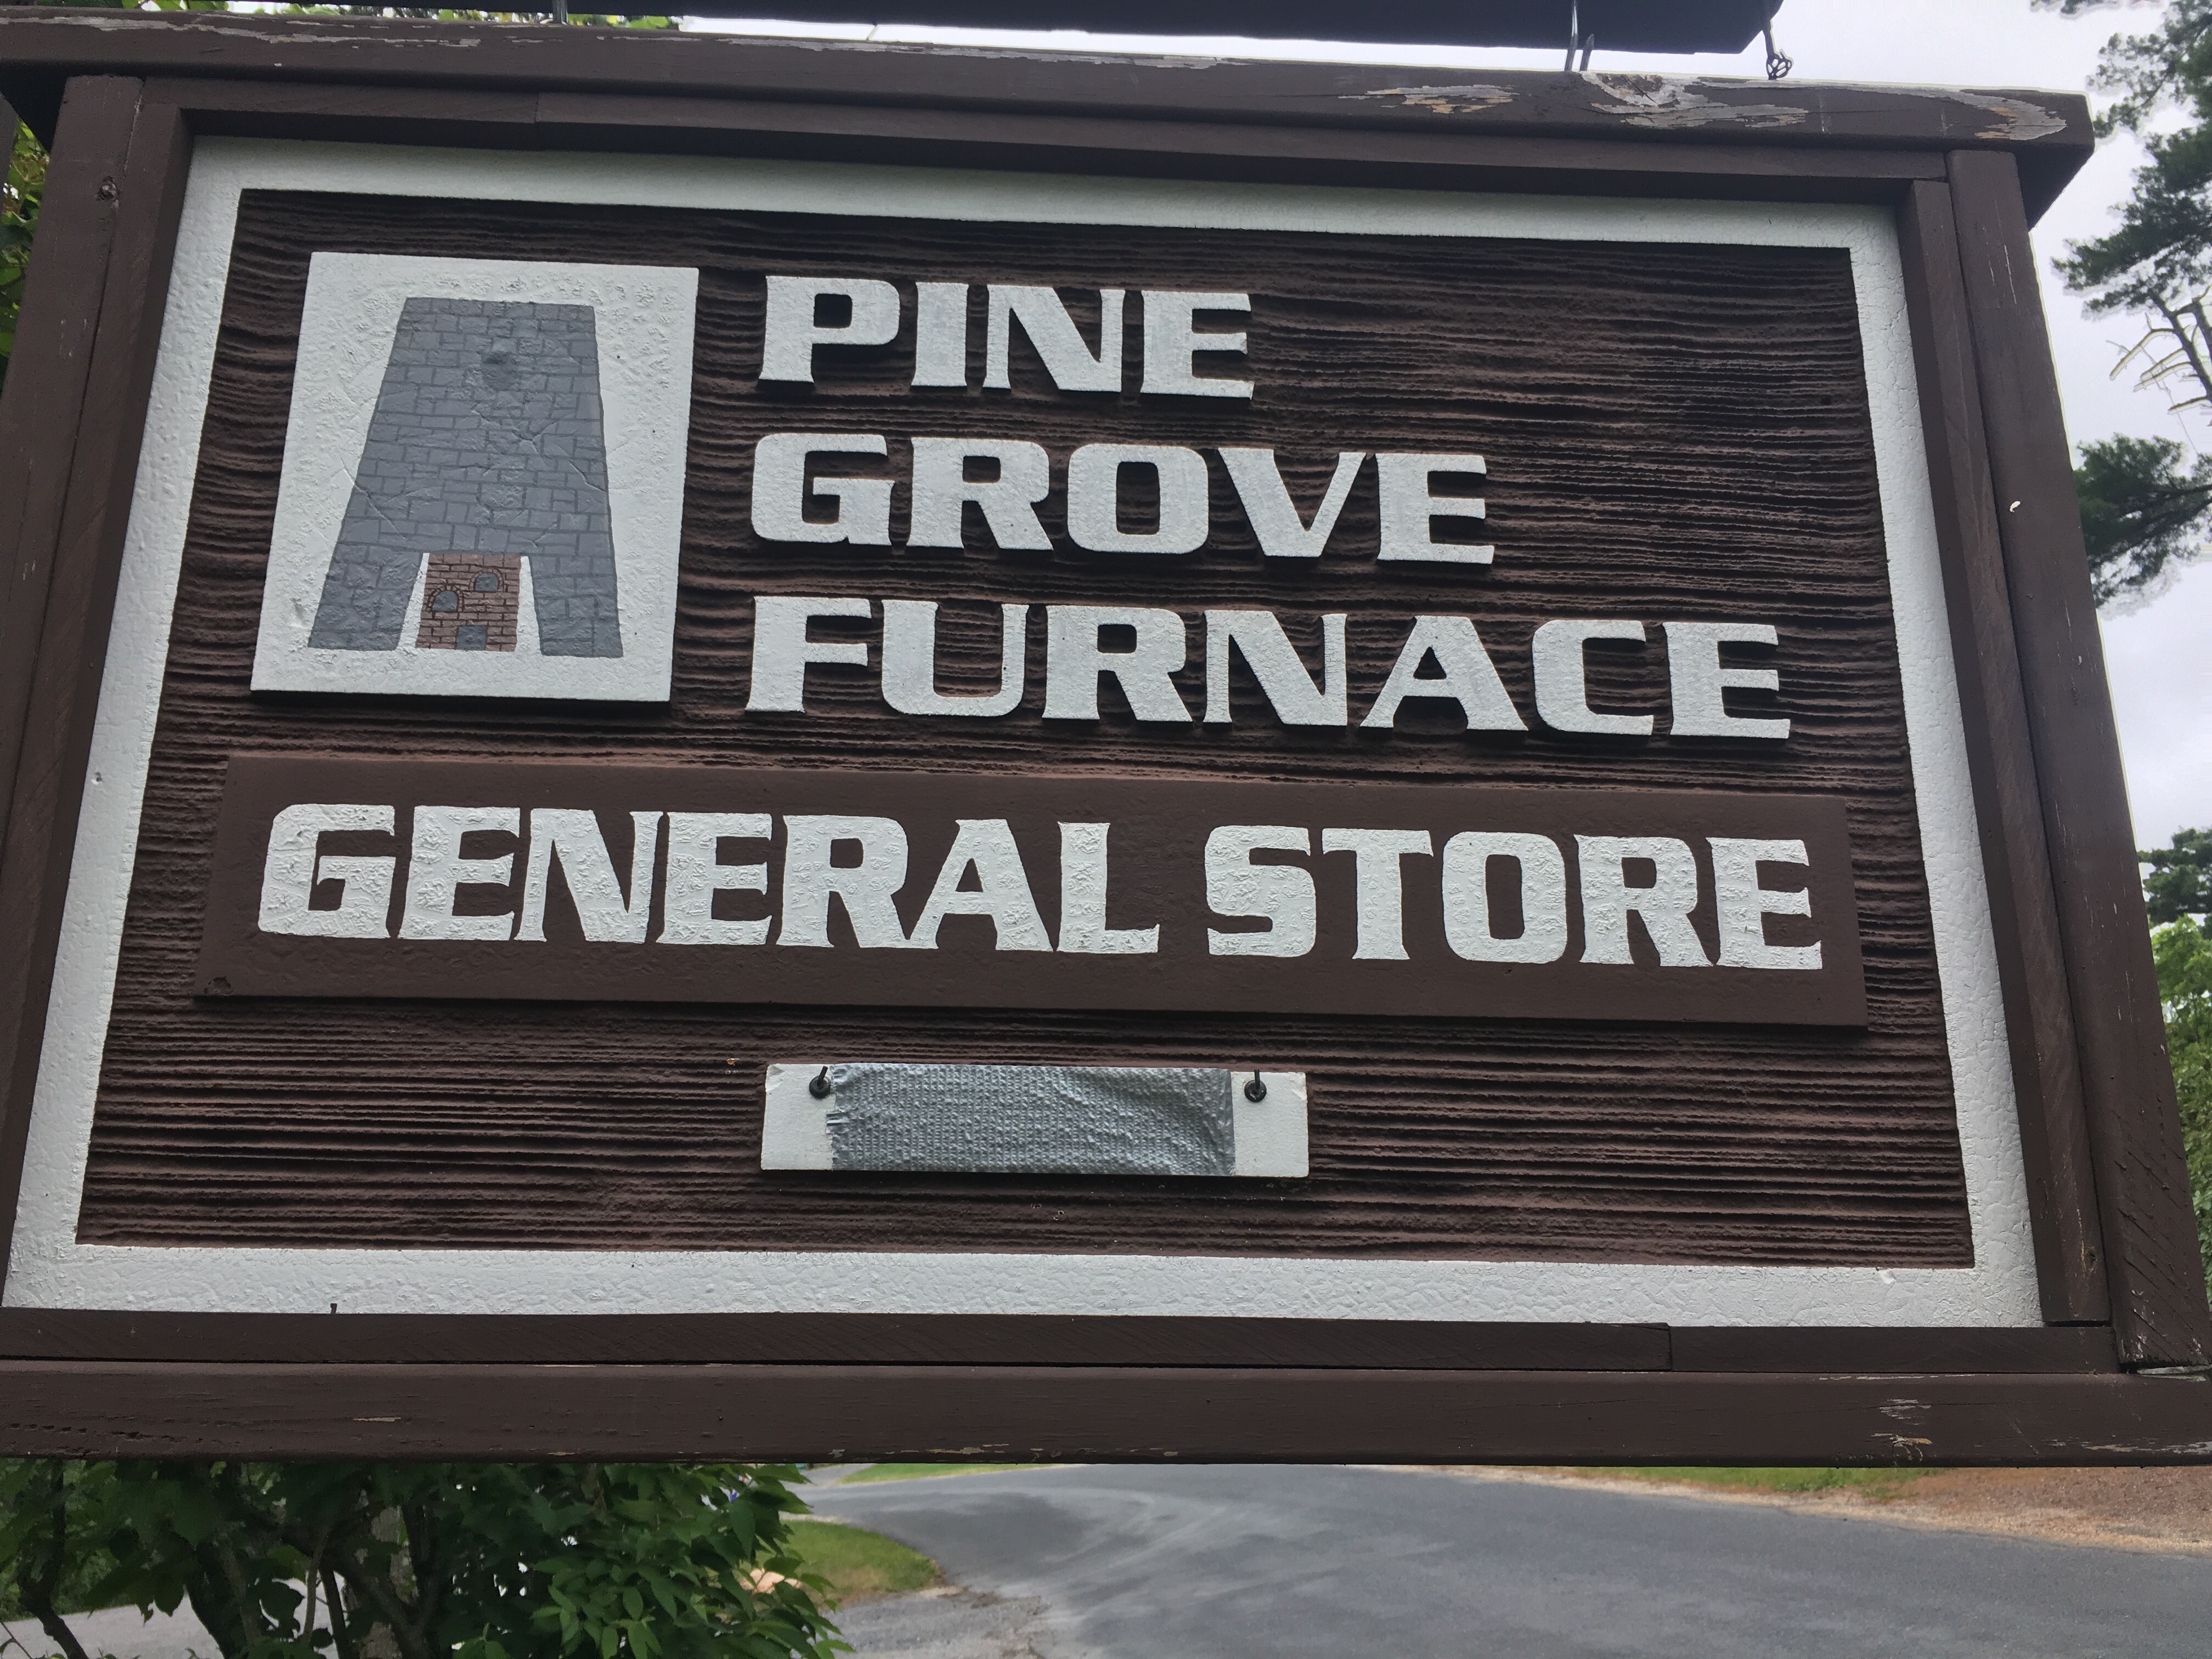 PINE
GROVE
FURNACE
GENERAL STORE